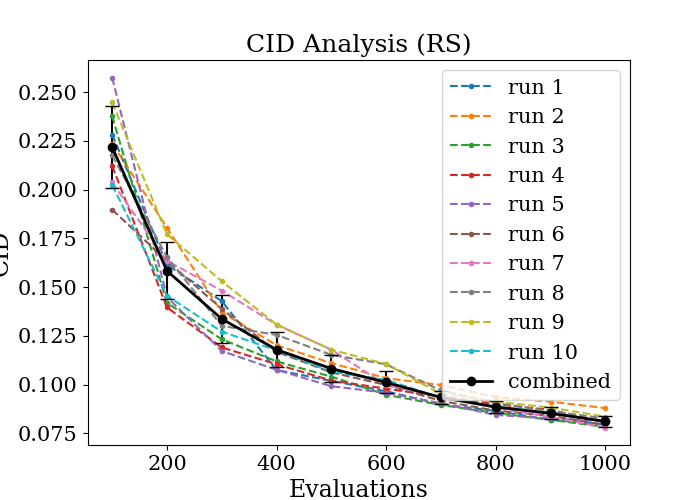 CID Analysis (RS)
0.250
0.225
0.200
0.175
0.150
0.125
0.100
0.075
CID
run 1
run 2
run 3
run 4
run 5
run 6
run 7
run 8
run 9
run 10
combined
200
400
600
800
1000
Evaluations